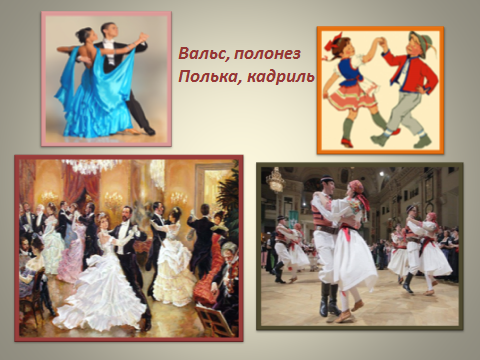 Вальс, полонез
Полька, кадриль